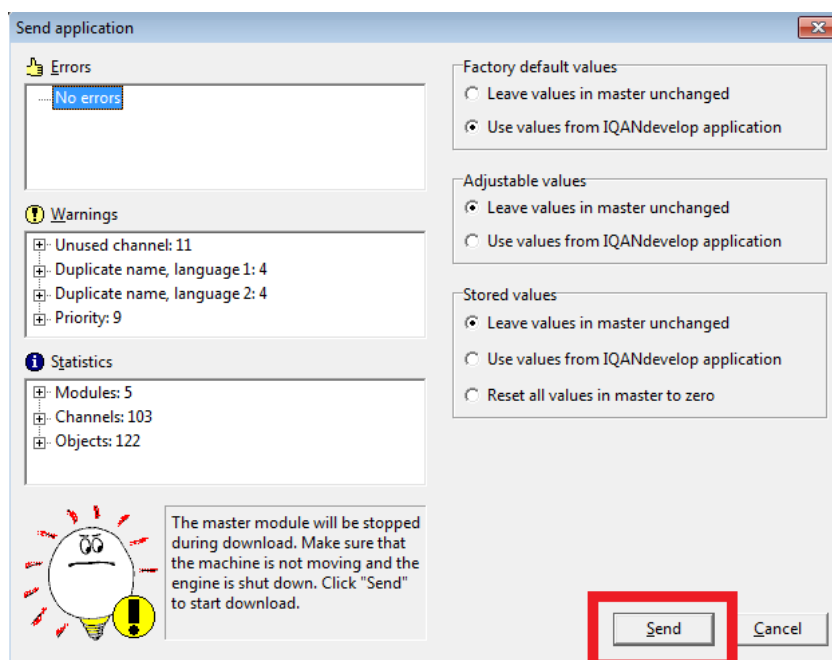 Send application
Errors
No errors
Warnings
Unused channel: 11
Duplicate name, language 1: 4
Duplicate name, language 2: 4
Priority: 9
Statistics
Modules: 5
Channels: 103
Objects: 122
The master module will be stopped
during download. Make sure that
the machine is not moving and the
engine is shut down. Click "Send"
to start download.
Factory default values
Leave values in master unchanged
Use values from IQANdevelop application
Adjustable values
Leave values in master unchanged
Use values from IQANdevelop application
Stored values
Leave values in master unchanged
Use values from IQANdevelop application
Reset all values in master to zero
Send
Cancel